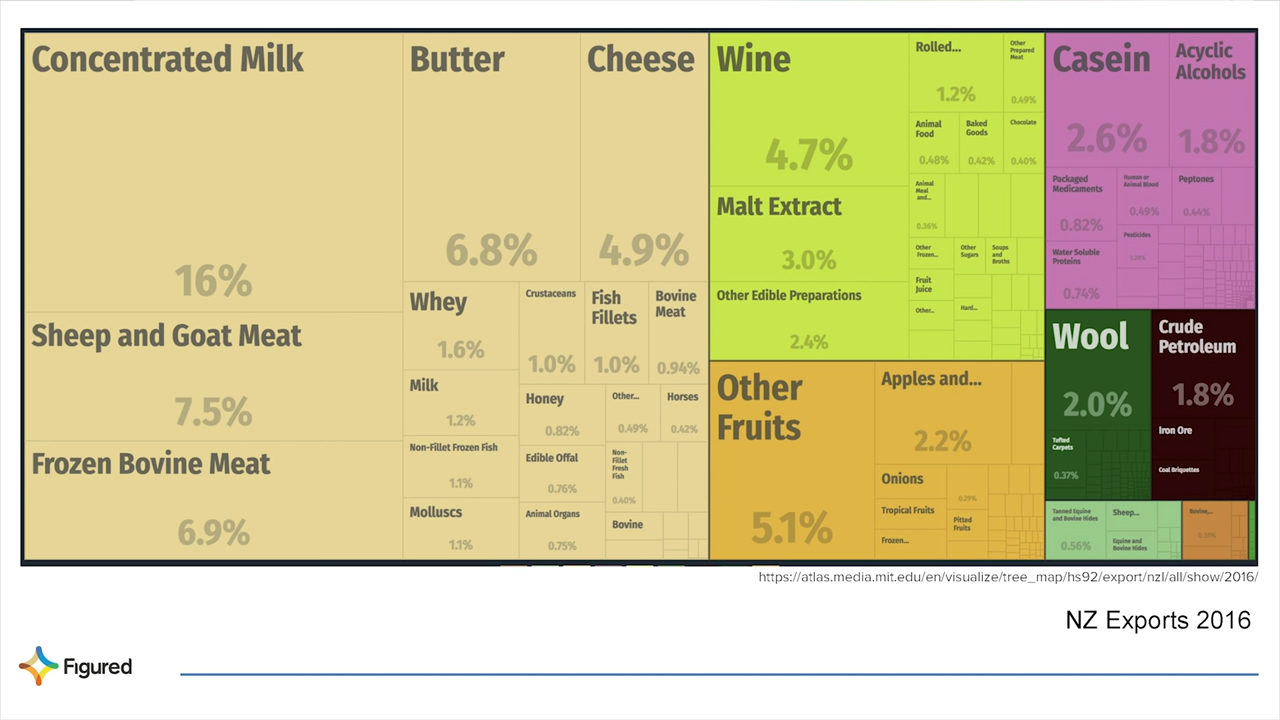 Concentrated Milk
16%
Sheep and Goat Meat
7.5%
Frozen Bovine Meat
6.9%
Butter
6.8%
Cheese
4.9%
Whey
1.6%
Milk
1.2%
Non-Fillet Frozen Fish
1.1%
Molluscs
1.1%
Crustaceans
1.0%
Fish
Fillets
1.0%
Bovine
Meat
0.94%
Honey
0.82%
Edible Offal
0.76%
Animal Organs
0.75%
Other...
0.49%
Horses
0.42%
Non-
Fillet
Fresh
Fish
0.40%
Bovine
Wine
4.7%
Malt Extract
3.0%
Other Edible Preparations
2.4%
Rolled...
1.2%
Other
Prepared
Meat
0.49%
Animal
Food
0.48%
Baked
Goods
0.42%
Chocolate
0.40%
Animal
Meal
and...
0.36%
Other
Frozen...
Other
Sugars
Soups
and
Broths
Fruit
Juice
Other...
Hard...
Other
Fruits
5.1%
Apples and...
2.2%
Onions
Tropical Fruits
Frozen...
0.29%
Pitted
Fruits
Casein
2.6%
Acyclic
Alcohols
1.8%
Packaged
Medicaments
0.82%
Human or
Animal Blood
0.49%
Peptones
0.44%
Water Soluble
Proteins
0.74%
Pesticides
Wool
2.0%
Tufted
Carpets
0.37%
Crude
Petroleum
1.8%
Iron Ore
Coal Briquettes
Tanned Equine
and Bovine Hides
0.56%
Sheep...
Equine and
Bovine Hides
Bovine,...
https://atlas.media.mit.edu/en/visualize/tree_map/hs92/export/nzl/all/show/2016/
NZ Exports 2016
Figured